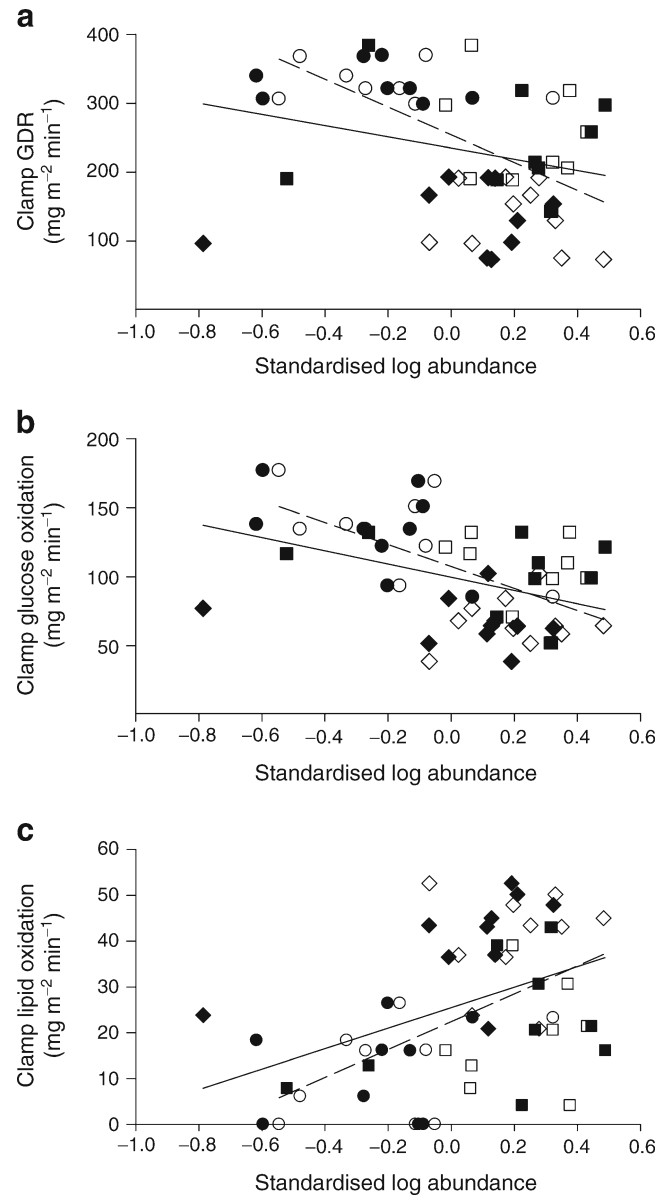 a
400
300
200
100
Clamp GDR
(mg m⁻² min⁻¹)
−1.0 −0.8 −0.6 −0.4 −0.2 0.0 0.2 0.4 0.6
Standardised log abundance
b
200
150
100
50
Clamp glucose oxidation
(mg m⁻² min⁻¹)
−1.0 −0.8 −0.6 −0.4 −0.2 0.0 0.2 0.4 0.6
Standardised log abundance
c
60
50
40
30
20
10
0
Clamp lipid oxidation
(mg m⁻² min⁻¹)
−1.0 −0.8 −0.6 −0.4 −0.2 0.0 0.2 0.4 0.6
Standardised log abundance